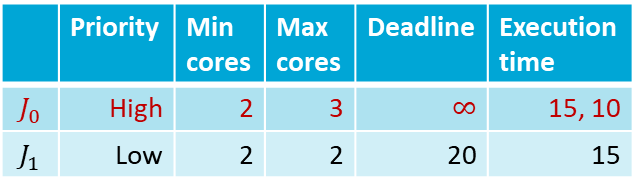 Priority Min cores Max cores Deadline Execution time
J₀ High 2 3 ∞ 15, 10
J₁ Low 2 2 20 15